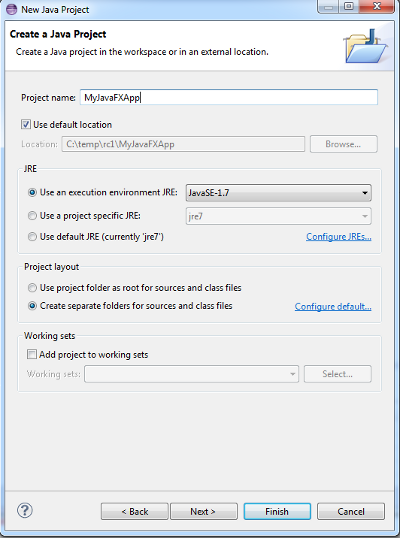 New Java Project
Create a Java Project
Create a Java project in the workspace or in an external location.
Project name: MyJavaFXApp
Use default location
Location: C:\temp\rc1\MyJavaFXApp Browse...
JRE
Use an execution environment JRE: JavaSE-1.7
Use a project specific JRE: jre7
Use default JRE (currently 'jre7') Configure JREs...
Project layout
Use project folder as root for sources and class files
Create separate folders for sources and class files Configure default...
Working sets
Add project to working sets
Working sets: Select...
? < Back Next > Finish Cancel